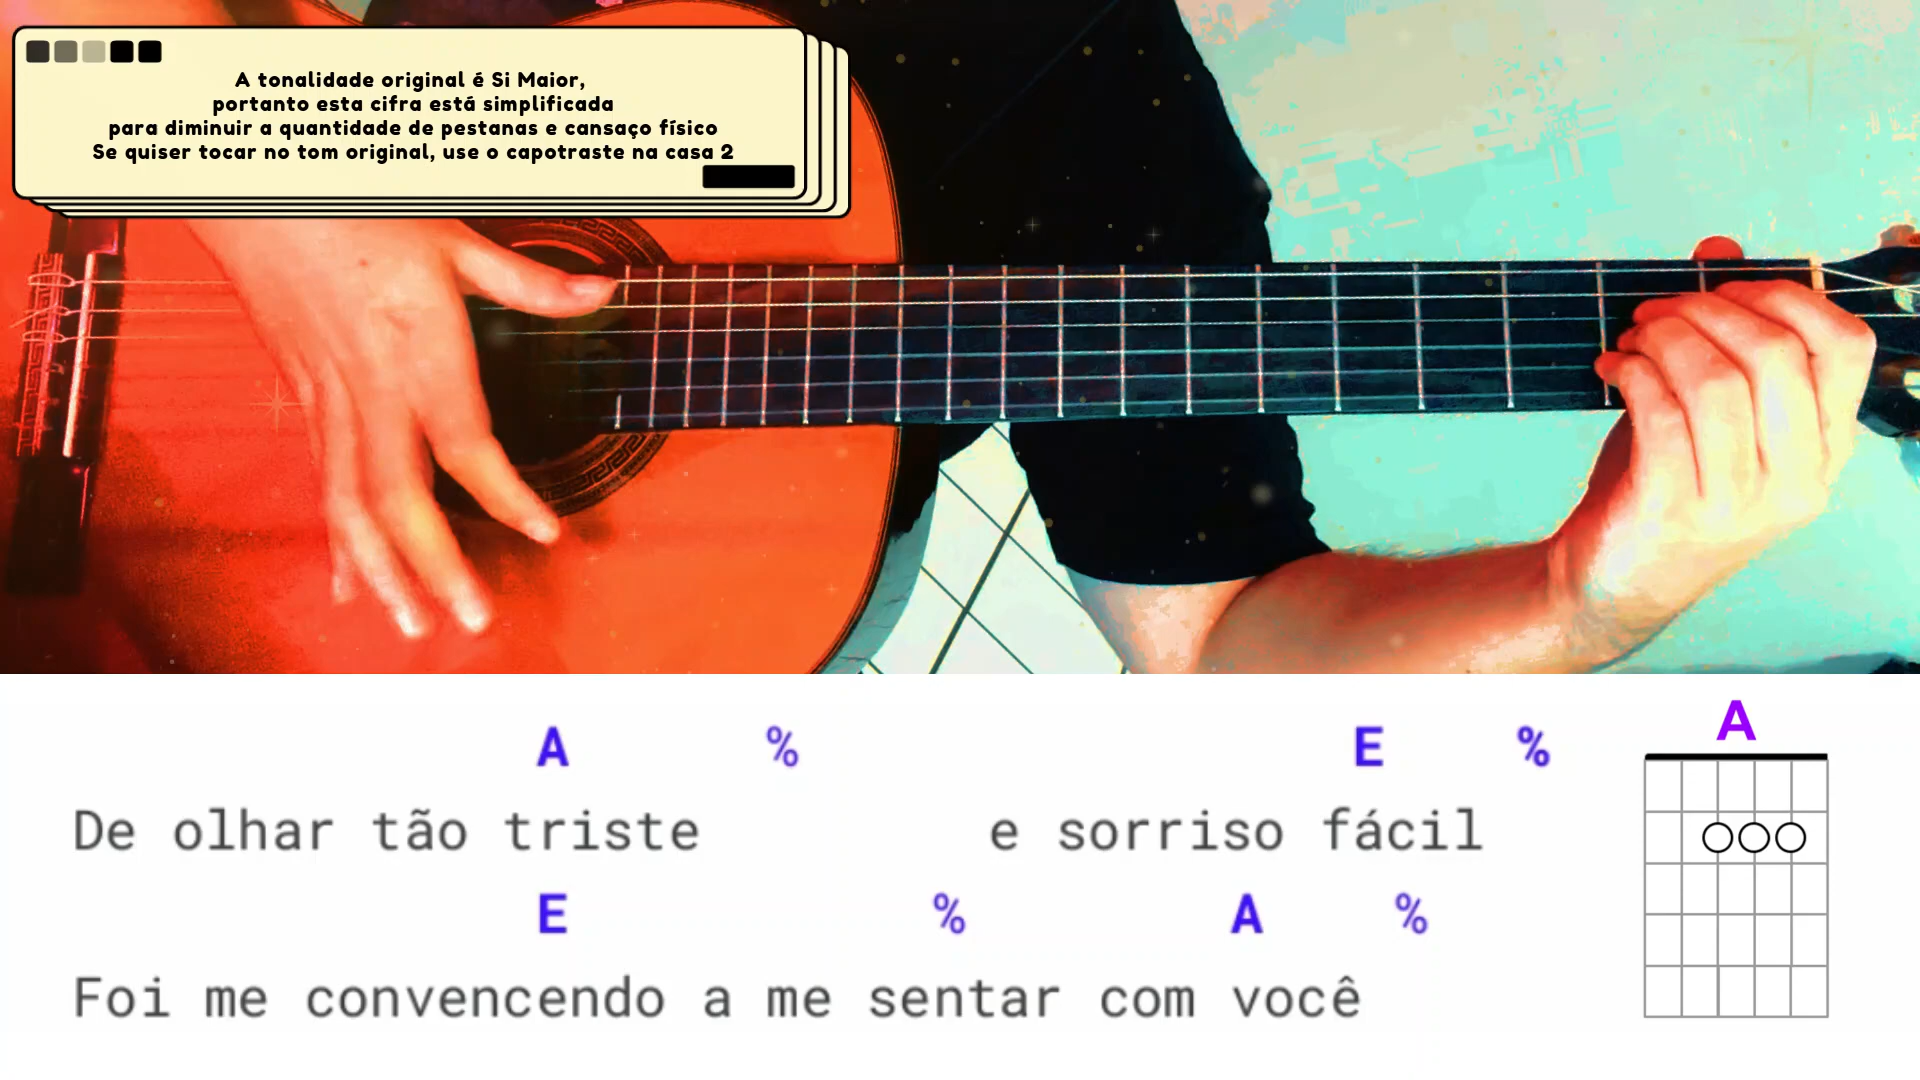 A tonalidade original é Si Maior,
portanto esta cifra está simplificada
para diminuir a quantidade de pestanas e cansaço físico
Se quiser tocar no tom original, use o capotraste na casa 2
A % E % A
De olhar tão triste e sorriso fácil
E % A %
Foi me convencendo a me sentar com você